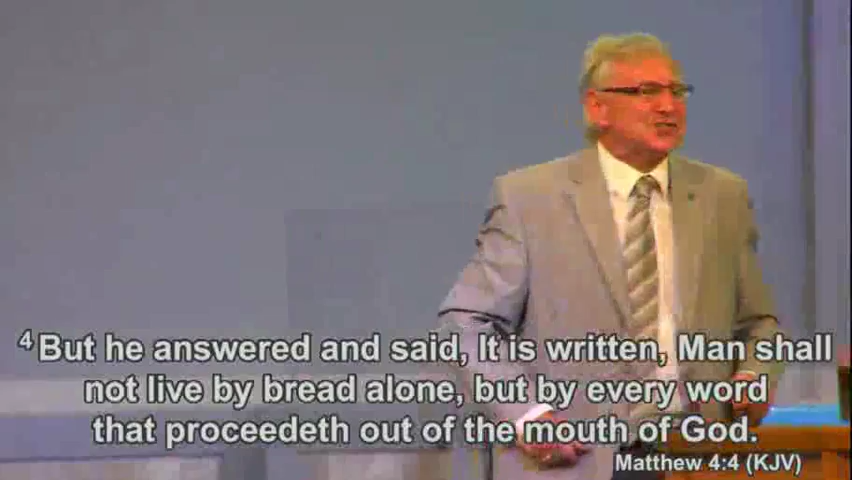 4 But he answered and said, It is written, Man shall
not live by bread alone, but by every word
that proceedeth out of the mouth of God.
Matthew 4:4 (KJV)